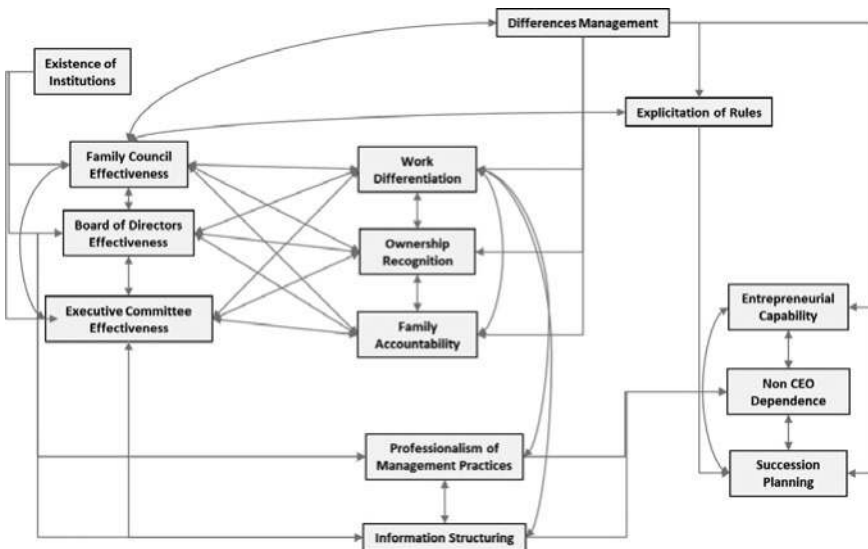 Differences Management
Existence of
Institutions
Explicitation of Rules
Family Council
Effectiveness
Work
Differentiation
Board of Directors
Effectiveness
Ownership
Recognition
Executive Committee
Effectiveness
Family
Accountability
Entrepreneurial
Capability
Non CEO
Dependence
Professionalism of
Management Practices
Succession
Planning
Information Structuring